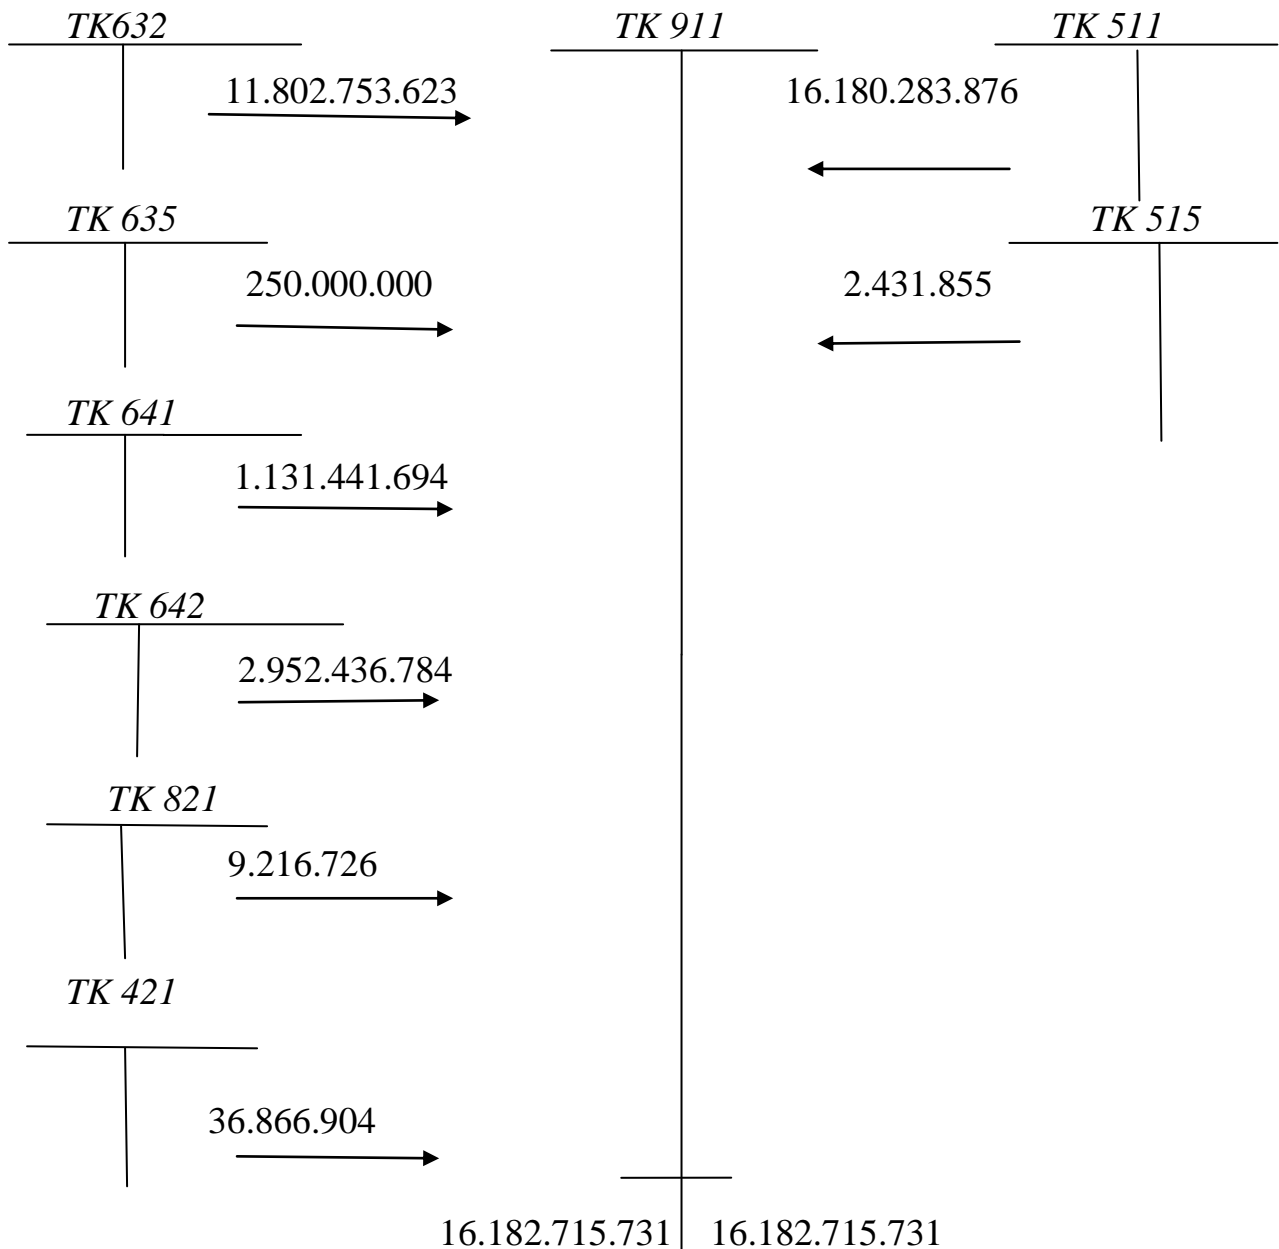 TK632
TK 911
TK 511
11.802.753.623
16.180.283.876
TK 635
TK 515
250.000.000
2.431.855
TK 641
1.131.441.694
TK 642
2.952.436.784
TK 821
9.216.726
TK 421
36.866.904
16.182.715.731
16.182.715.731